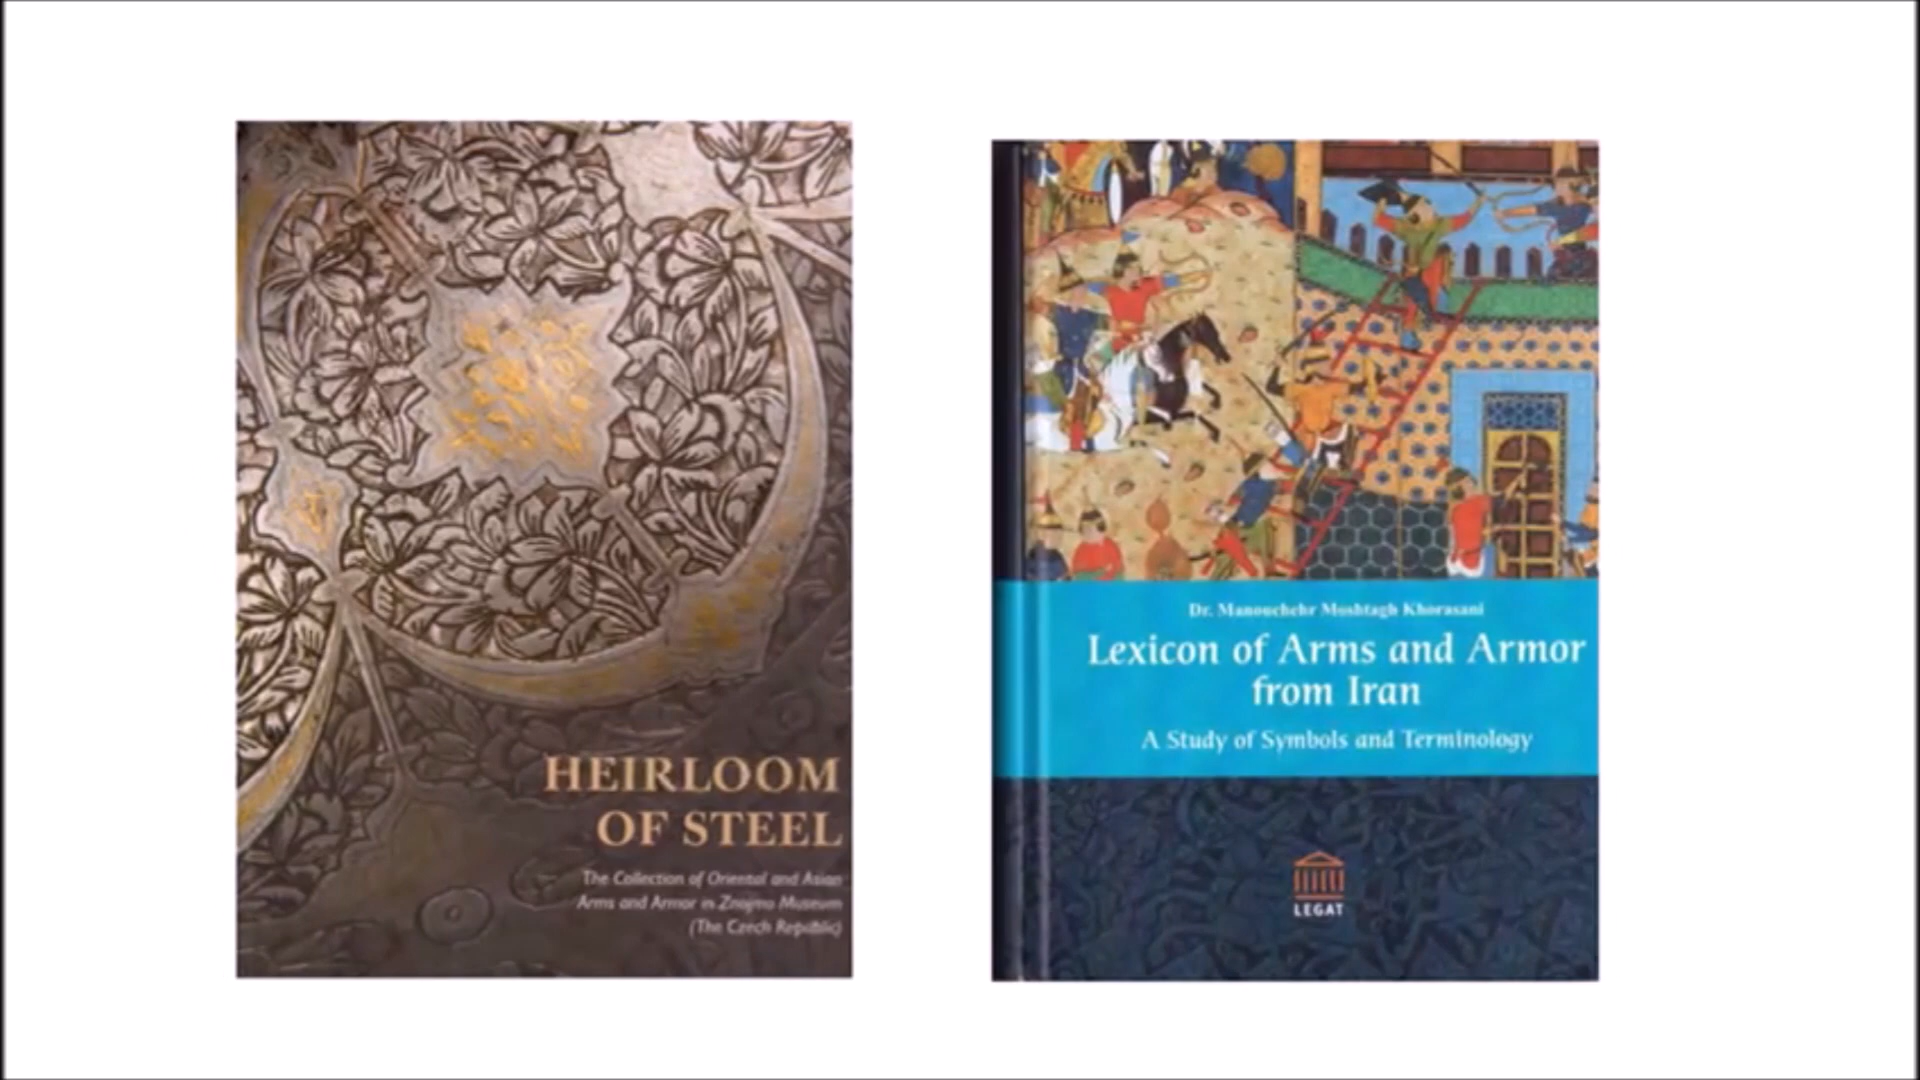 HEIRLOOM
OF STEEL
The Collection of Oriental and Asian
Arms and Armor in Znojmo Museum
(The Czech Republic)
Dr. Manouchehr Moshtagh Khorasani
Lexicon of Arms and Armor
from Iran
A Study of Symbols and Terminology
LEGAT